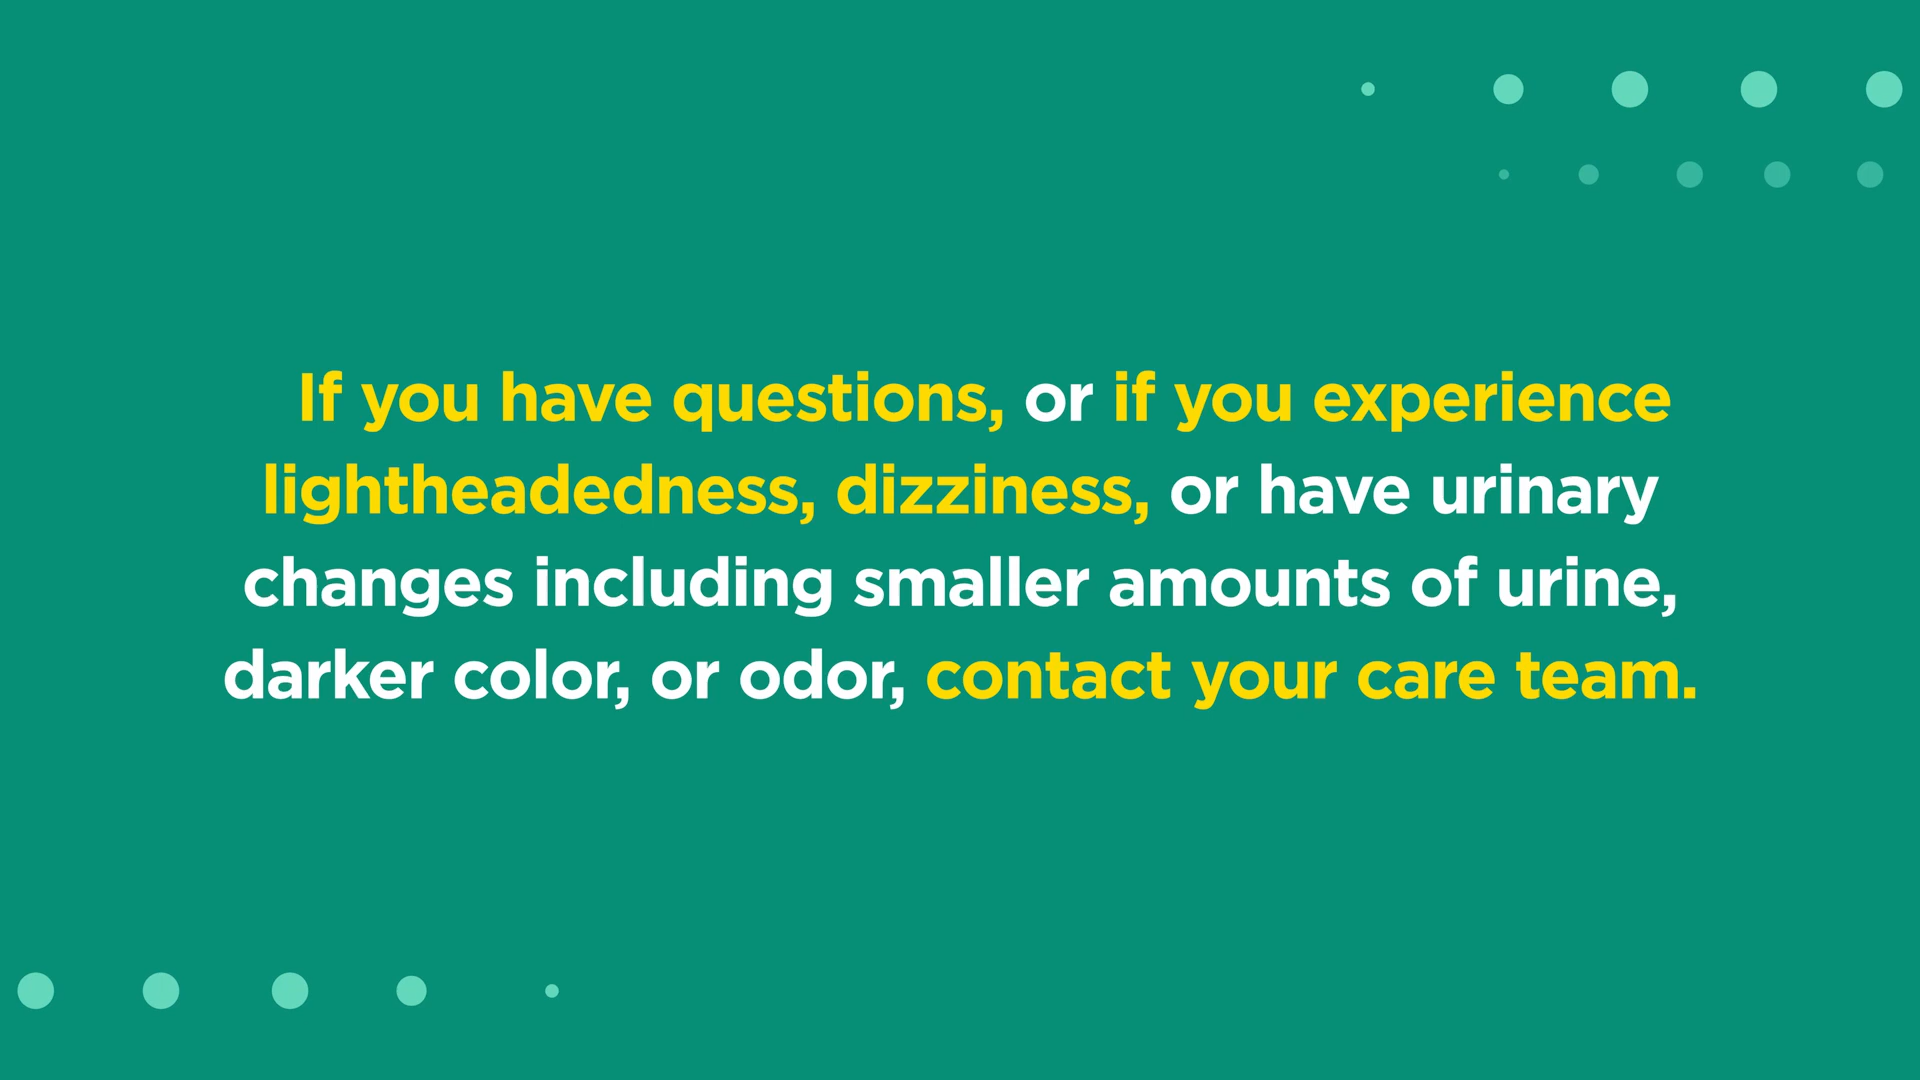 If you have questions, or if you experience
lightheadedness, dizziness, or have urinary
changes including smaller amounts of urine,
darker color, or odor, contact your care team.